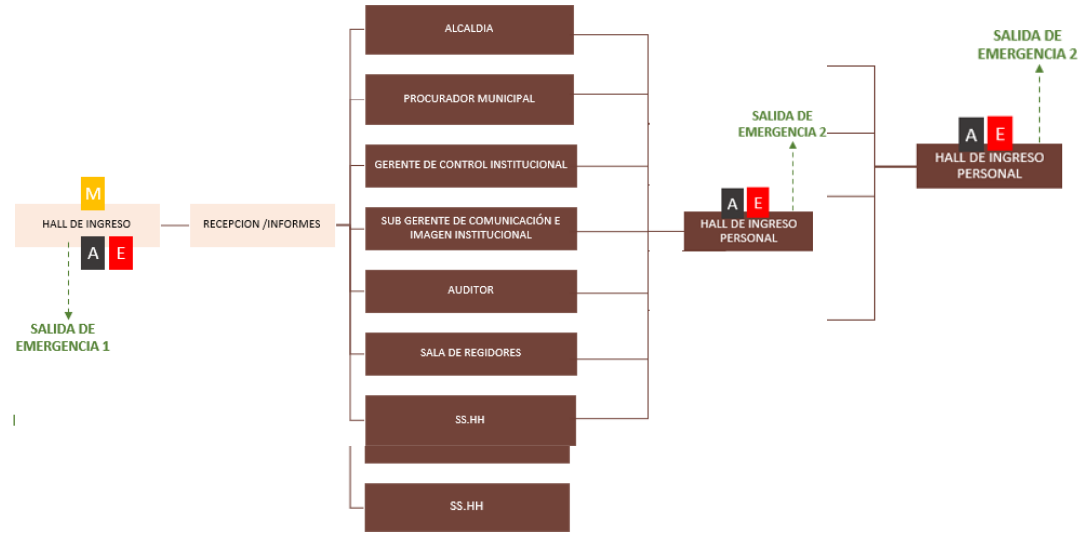 ALCALDIA
PROCURADOR MUNICIPAL
GERENTE DE CONTROL INSTITUCIONAL
SUB GERENTE DE COMUNICACIÓN E
IMAGEN INSTITUCIONAL
AUDITOR
SALA DE REGIDORES
SS.HH
SS.HH
M
HALL DE INGRESO
A E
SALIDA DE
EMERGENCIA 1
RECEPCION /INFORMES
SALIDA DE
EMERGENCIA 2
A E
HALL DE INGRESO
PERSONAL
SALIDA DE
EMERGENCIA 2
A E
HALL DE INGRESO
PERSONAL